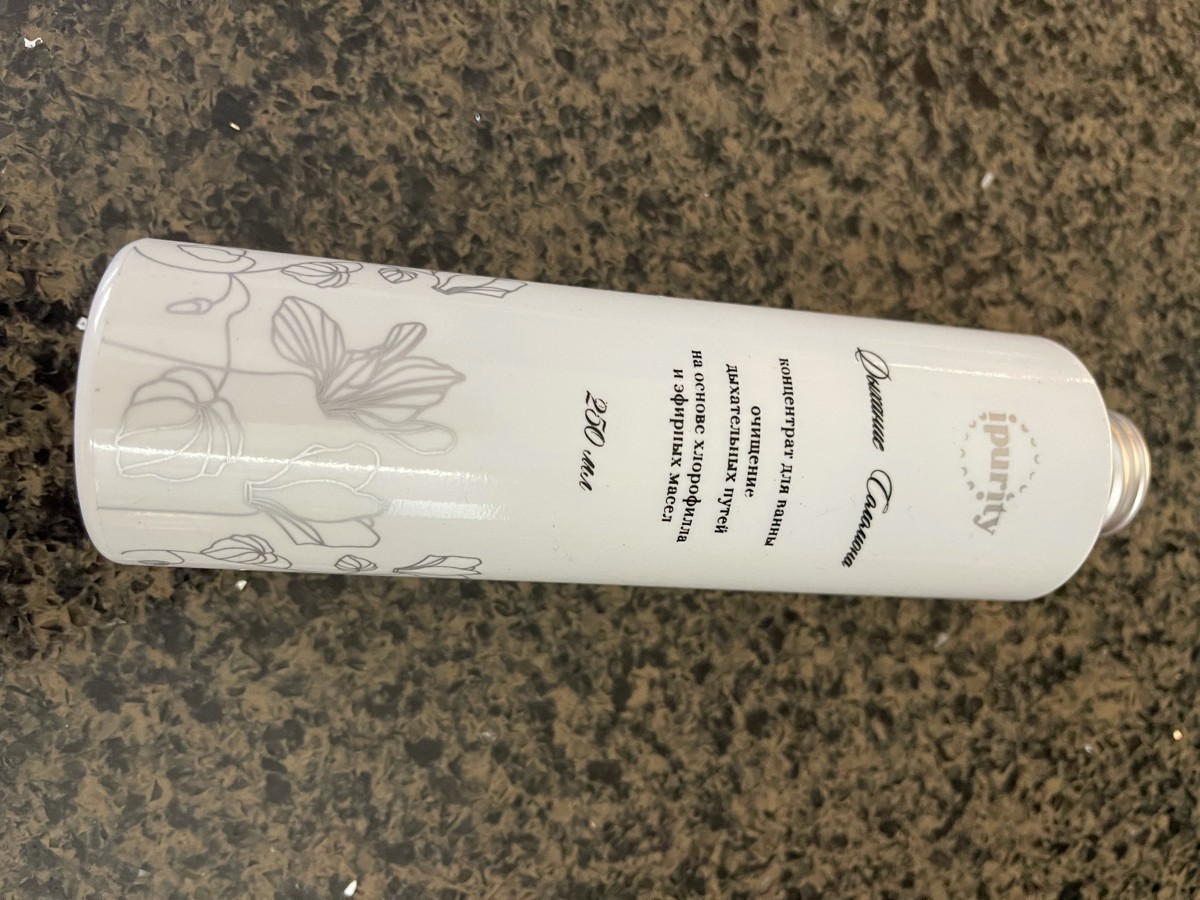 ipurity
Дыхание Соломона
концентрат для ванны
очищение
дыхательных путей
на основе хлорофилла
и эфирных масел
250 мл